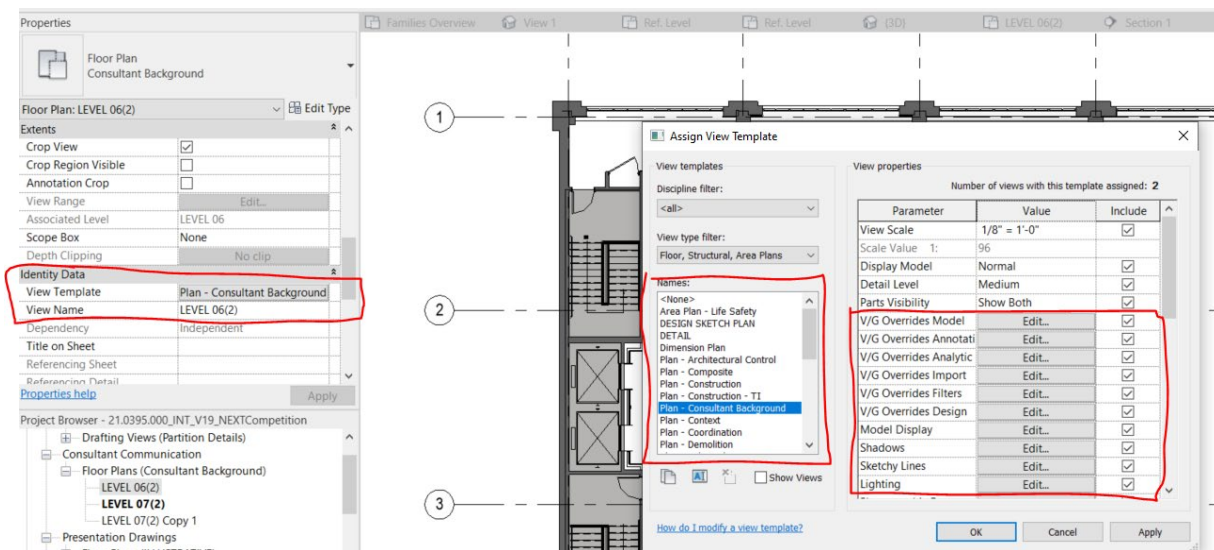 Properties
Families Overview
View 1
Ref. Level
Ref. Level
{3D}
LEVEL 06(2)
Section 1
Floor Plan
Consultant Background
Floor Plan: LEVEL 06(2)
Edit Type
Extents
Crop View
Crop Region Visible
Annotation Crop
View Range Edit...
Associated Level LEVEL 06
Scope Box None
Depth Clipping No clip
Identity Data
View Template Plan - Consultant Background
View Name LEVEL 06(2)
Dependency Independent
Title on Sheet
Referencing Sheet
Referencing Detail
Properties help
Apply
Project Browser - 21.0395.000_INT_V19_NEXTCompetition
Drafting Views (Partition Details)
Consultant Communication
Floor Plans (Consultant Background)
LEVEL 06(2)
LEVEL 07(2)
LEVEL 07(2) Copy 1
Presentation Drawings
1
2
3
Assign View Template
View templates
Discipline filter:
<all>
View type filter:
Floor, Structural, Area Plans
Names:
<None>
Area Plan - Life Safety
DESIGN SKETCH PLAN
DETAIL
Dimension Plan
Plan - Architectural Control
Plan - Composite
Plan - Construction
Plan - Construction - TI
Plan - Consultant Background
Plan - Context
Plan - Coordination
Plan - Demolition
Show Views
How do I modify a view template?
View properties
Number of views with this template assigned: 2
Parameter Value Include
View Scale 1/8" = 1'-0"
Scale Value 1: 96
Display Model Normal
Detail Level Medium
Parts Visibility Show Both
V/G Overrides Model Edit...
V/G Overrides Annotati Edit...
V/G Overrides Analytic Edit...
V/G Overrides Import Edit...
V/G Overrides Filters Edit...
V/G Overrides Design Edit...
Model Display Edit...
Shadows Edit...
Sketchy Lines Edit...
Lighting Edit...
OK
Cancel
Apply